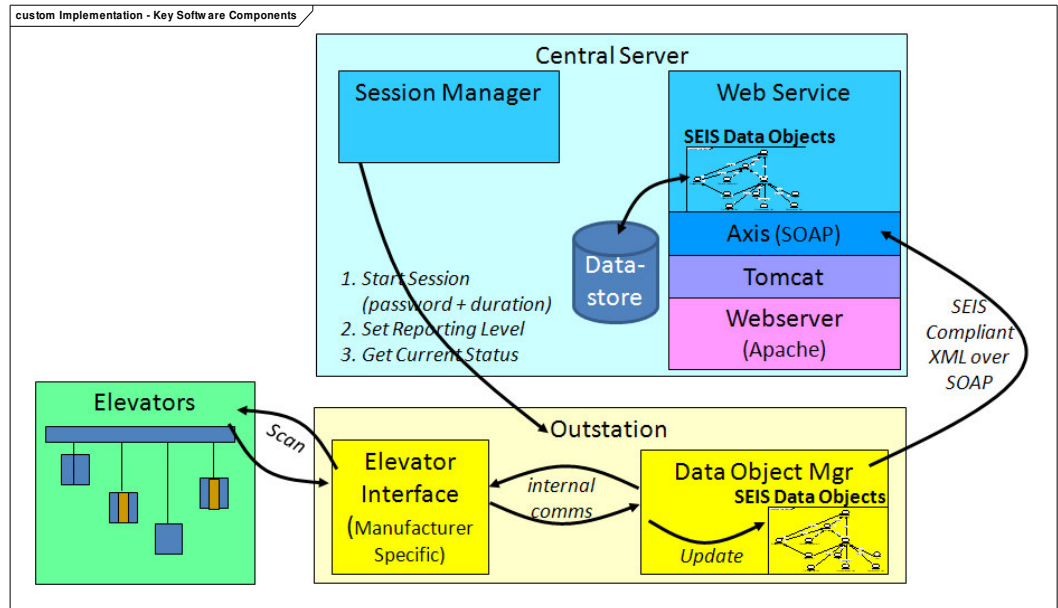 custom Implementation - Key Software Components
Central Server
Session Manager
Web Service
SEIS Data Objects
Data-
store
Axis (SOAP)
Tomcat
Webserver
(Apache)
1. Start Session
(password + duration)
2. Set Reporting Level
3. Get Current Status
SEIS
Compliant
XML over
SOAP
Elevators
Scan
Outstation
Elevator
Interface
(Manufacturer
Specific)
internal
comms
Data Object Mgr
SEIS Data Objects
Update